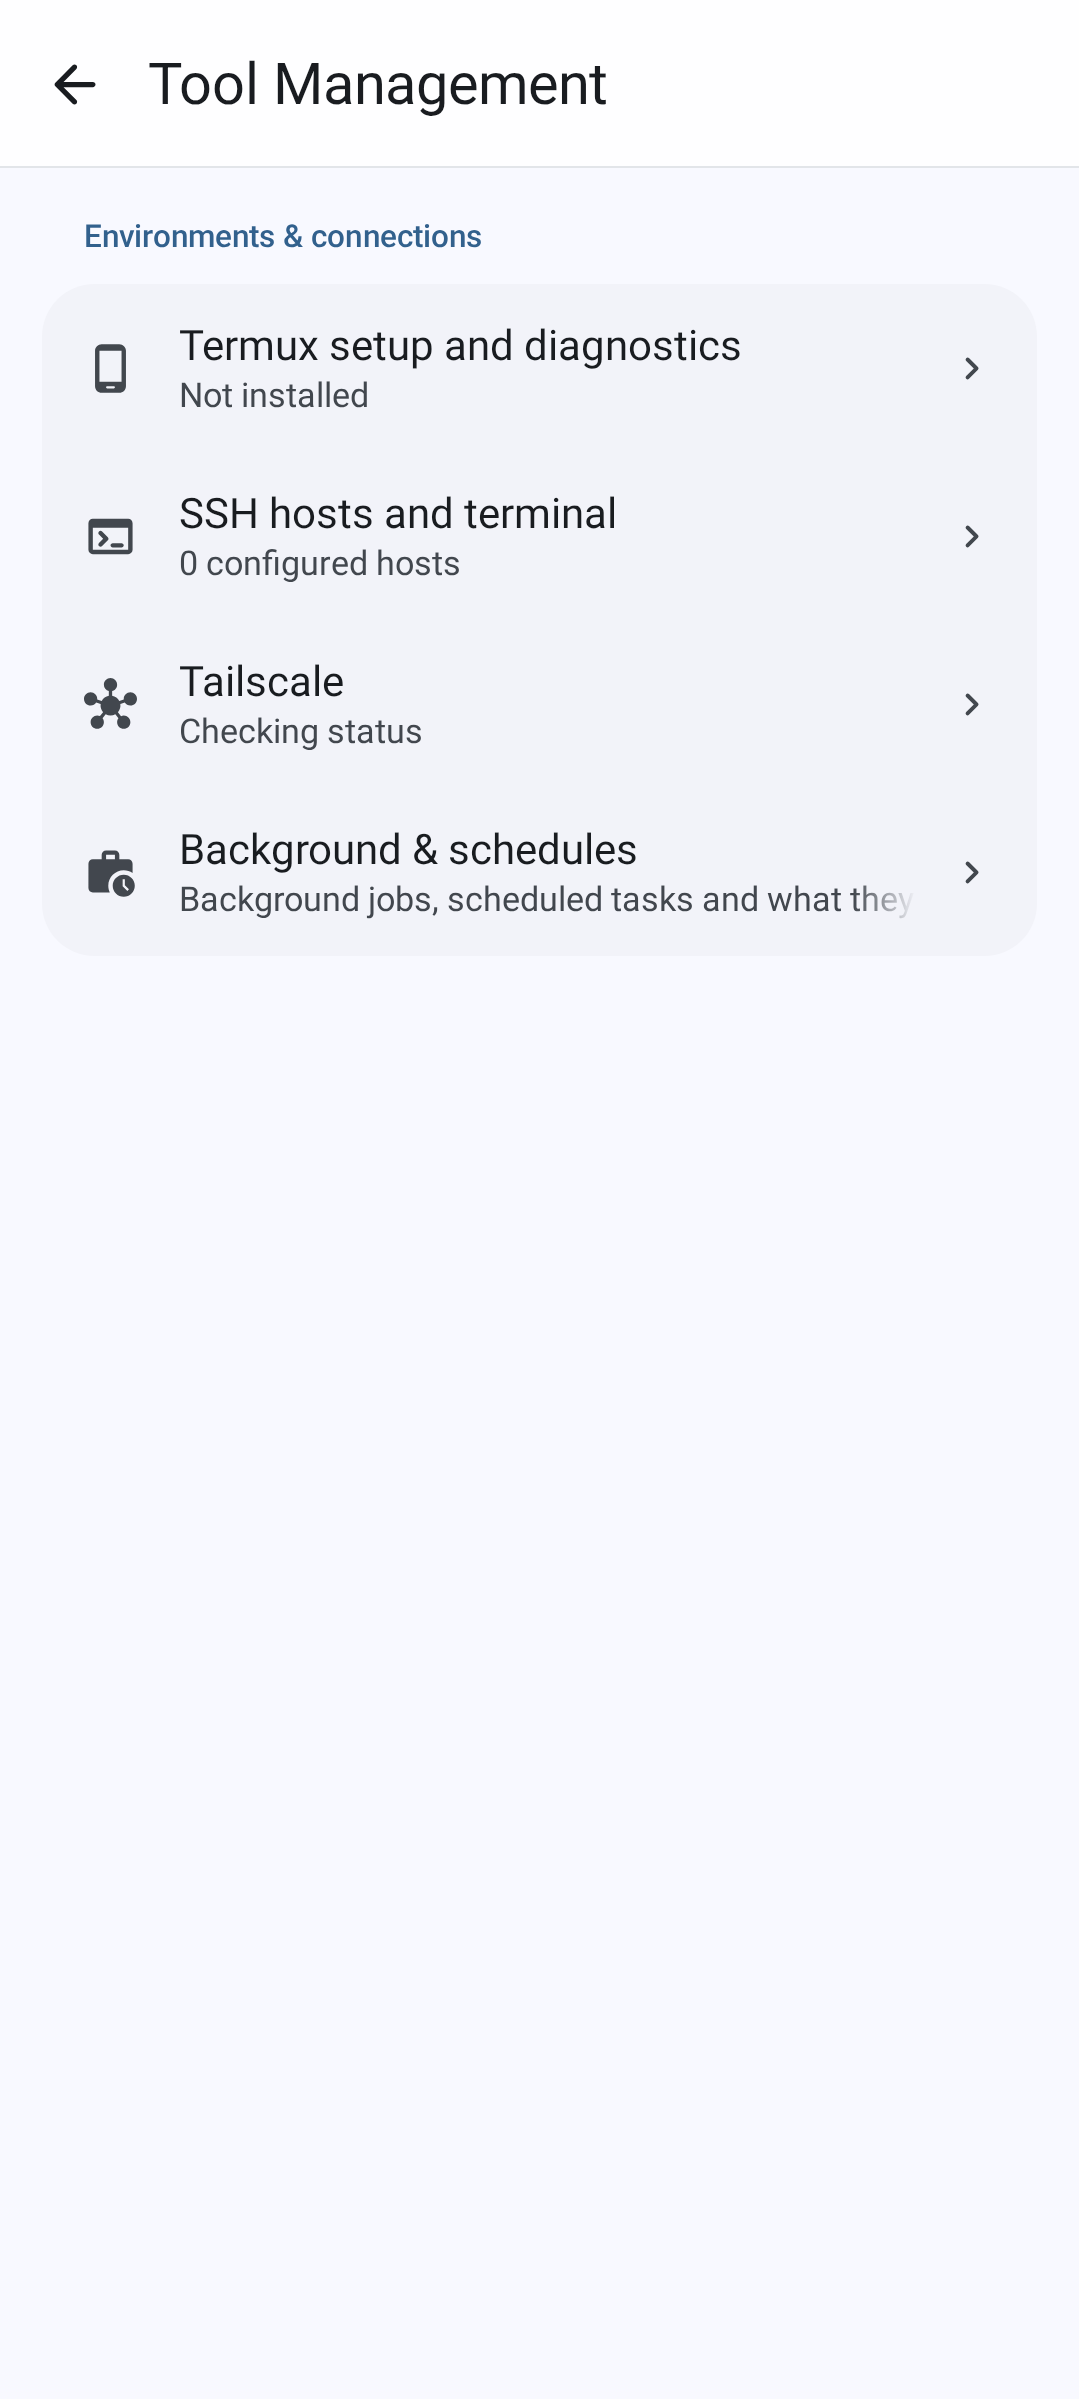 Tool Management
Environments & connections
Termux setup and diagnostics
Not installed
SSH hosts and terminal
0 configured hosts
Tailscale
Checking status
Background & schedules
Background jobs, scheduled tasks and what they